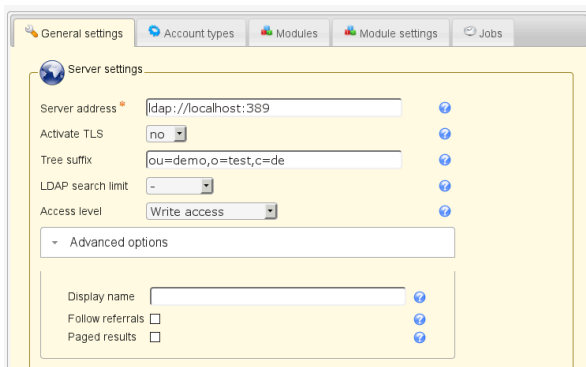 General settings
Account types
Modules
Module settings
Jobs
Server settings
Server address *
ldap://localhost:389
Activate TLS
no
Tree suffix
ou=demo,o=test,c=de
LDAP search limit
-
Access level
Write access
Advanced options
Display name
Follow referrals
Paged results